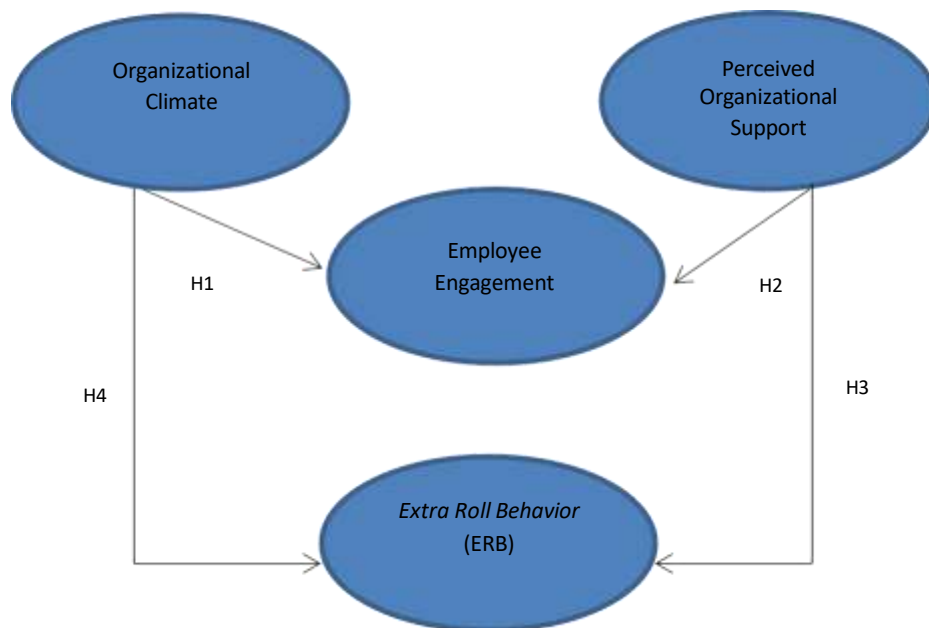 Organizational
Climate
Perceived
Organizational
Support
Employee
Engagement
H1
H2
H4
H3
Extra Roll Behavior
(ERB)